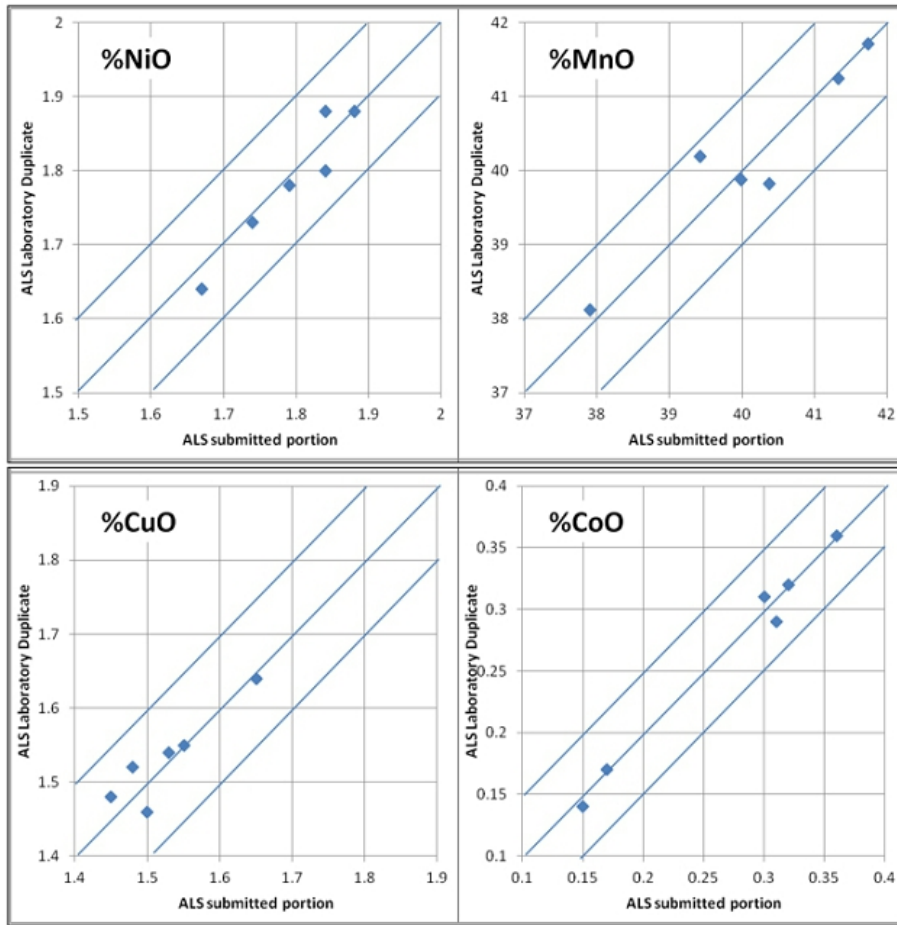 %NiO
ALS Laboratory Duplicate
2
1.9
1.8
1.7
1.6
1.5
1.5 1.6 1.7 1.8 1.9 2
ALS submitted portion
%MnO
ALS Laboratory Duplicate
42
41
40
39
38
37
37 38 39 40 41 42
ALS submitted portion
%CuO
ALS Laboratory Duplicate
1.9
1.8
1.7
1.6
1.5
1.4
1.4 1.5 1.6 1.7 1.8 1.9
ALS submitted portion
%CoO
ALS Laboratory Duplicate
0.4
0.35
0.3
0.25
0.2
0.15
0.1
0.1 0.15 0.2 0.25 0.3 0.35 0.4
ALS submitted portion